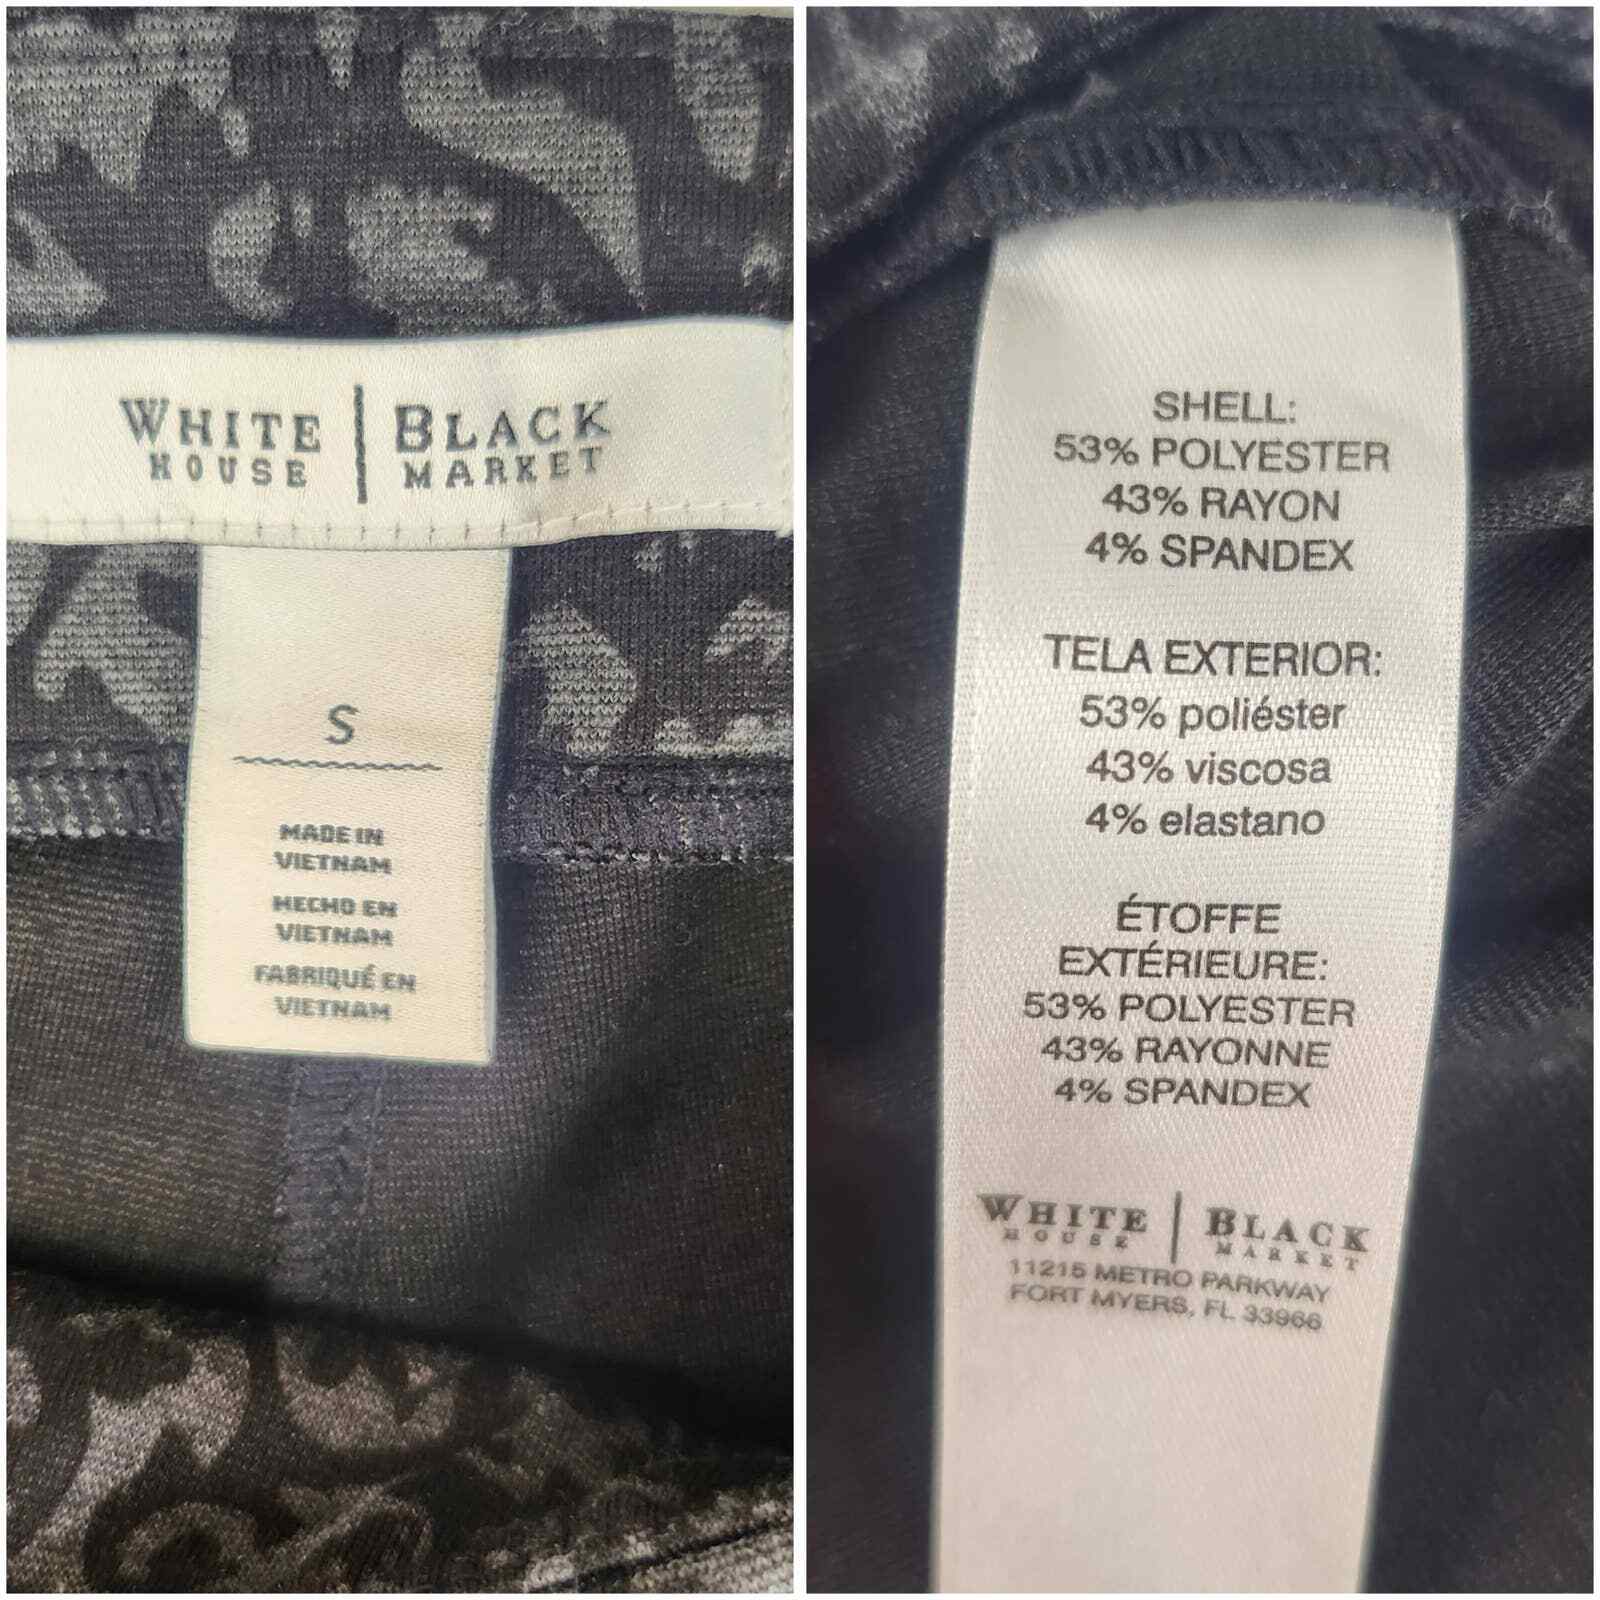 WHITE | BLACK
HOUSE | MARKET
S
MADE IN
VIETNAM
HECHO EN
VIETNAM
FABRIQUÉ EN
VIETNAM
SHELL:
53% POLYESTER
43% RAYON
4% SPANDEX
TELA EXTERIOR:
53% poliéster
43% viscosa
4% elastano
ÉTOFFE
EXTÉRIEURE:
53% POLYESTER
43% RAYONNE
4% SPANDEX
WHITE | BLACK
HOUSE | MARKET
11215 METRO PARKWAY
FORT MYERS, FL 33966